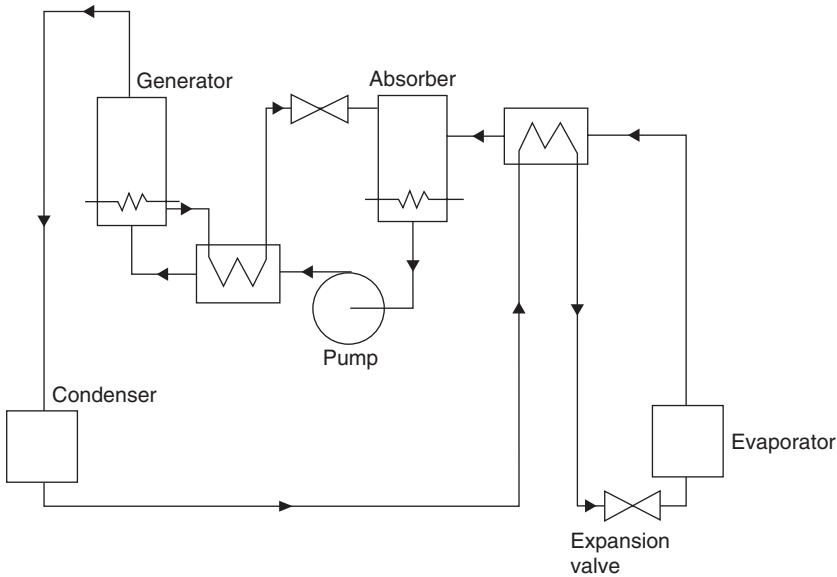 Generator
Absorber
Pump
Condenser
Evaporator
Expansion
valve